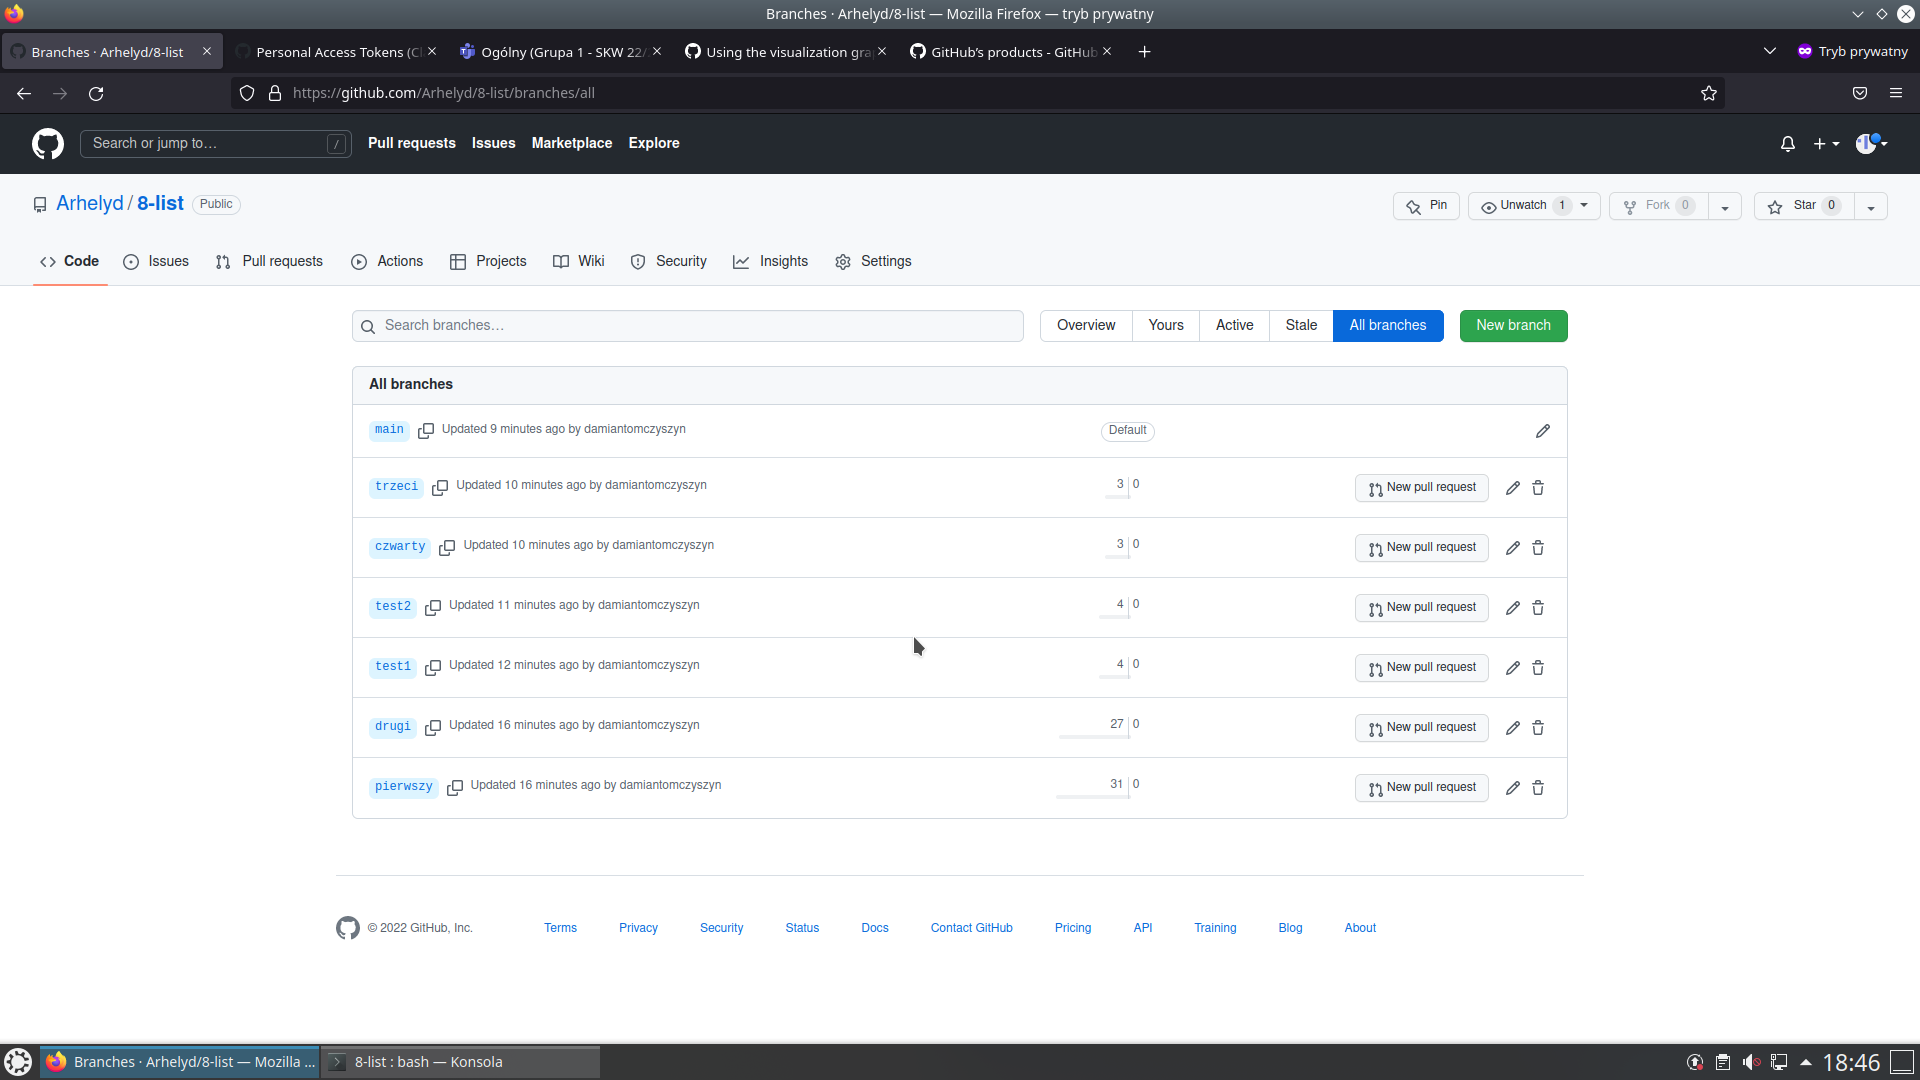 Branches · Arhelyd/8-list — Mozilla Firefox — tryb prywatny
Branches · Arhelyd/8-list
Personal Access Tokens (Cl
Ogólny (Grupa 1 - SKW 22/
Using the visualization gra
GitHub's products - GitHub
Tryb prywatny
https://github.com/Arhelyd/8-list/branches/all
Search or jump to…
/
Pull requests
Issues
Marketplace
Explore
Arhelyd / 8-list
Public
Pin
Unwatch 1
Fork 0
Star 0
Code
Issues
Pull requests
Actions
Projects
Wiki
Security
Insights
Settings
Search branches…
Overview
Yours
Active
Stale
All branches
New branch
All branches
main Updated 9 minutes ago by damiantomczyszyn Default
trzeci Updated 10 minutes ago by damiantomczyszyn 3 0 New pull request
czwarty Updated 10 minutes ago by damiantomczyszyn 3 0 New pull request
test2 Updated 11 minutes ago by damiantomczyszyn 4 0 New pull request
test1 Updated 12 minutes ago by damiantomczyszyn 4 0 New pull request
drugi Updated 16 minutes ago by damiantomczyszyn 27 0 New pull request
pierwszy Updated 16 minutes ago by damiantomczyszyn 31 0 New pull request
© 2022 GitHub, Inc.
Terms
Privacy
Security
Status
Docs
Contact GitHub
Pricing
API
Training
Blog
About
Branches · Arhelyd/8-list — Mozilla ...
8-list : bash — Konsola
18:46